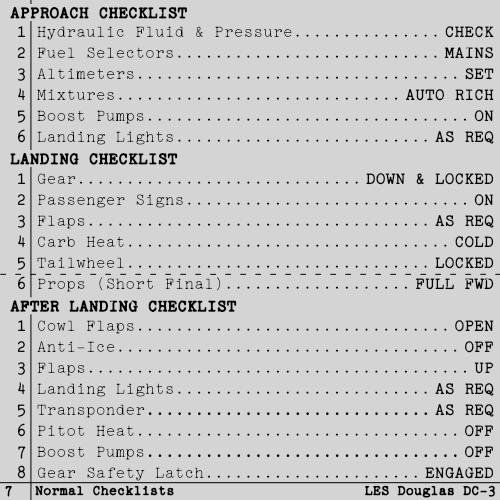 APPROACH CHECKLIST
1 Hydraulic Fluid & Pressure............... CHECK
2 Fuel Selectors........................... MAINS
3 Altimeters................................. SET
4 Mixtures............................. AUTO RICH
5 Boost Pumps................................. ON
6 Landing Lights.......................... AS REQ
LANDING CHECKLIST
1 Gear............................. DOWN & LOCKED
2 Passenger Signs............................. ON
3 Flaps................................... AS REQ
4 Carb Heat................................. COLD
5 Tailwheel............................... LOCKED
6 Props (Short Final)................... FULL FWD
AFTER LANDING CHECKLIST
1 Cowl Flaps................................ OPEN
2 Anti-Ice................................... OFF
3 Flaps....................................... UP
4 Landing Lights.......................... AS REQ
5 Transponder............................. AS REQ
6 Pitot Heat................................. OFF
7 Boost Pumps................................ OFF
8 Gear Safety Latch...................... ENGAGED
7 Normal Checklists LES Douglas DC-3